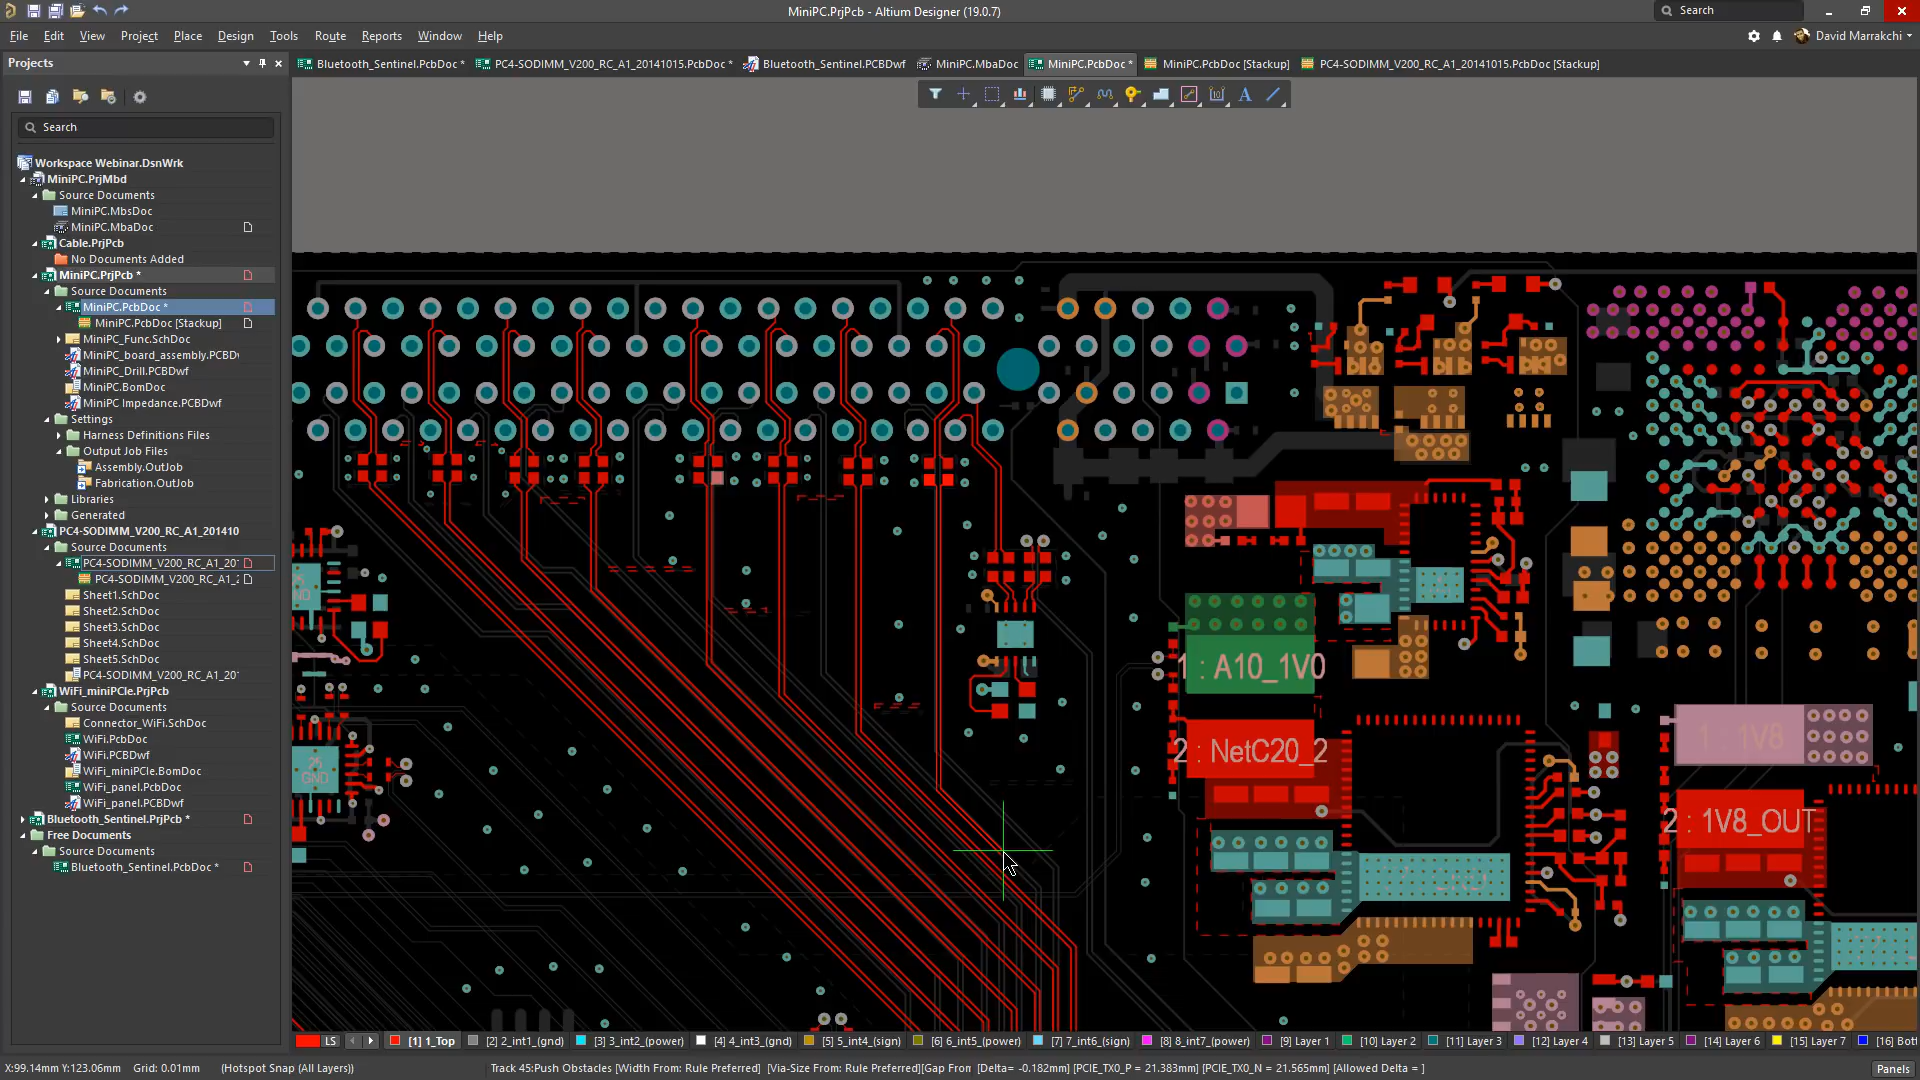 MiniPC.PrjPcb - Altium Designer (19.0.7)
Search
File Edit View Project Place Design Tools Route Reports Window Help
David Marrakchi
Projects
Bluetooth_Sentinel.PcbDoc *
PC4-SODIMM_V200_RC_A1_20141015.PcbDoc *
Bluetooth_Sentinel.PCBDwf
MiniPC.MbaDoc
MiniPC.PcbDoc *
MiniPC.PcbDoc [Stackup]
PC4-SODIMM_V200_RC_A1_20141015.PcbDoc [Stackup]
Search
Workspace Webinar.DsnWrk
MiniPC.PrjMbd
Source Documents
MiniPC.MbsDoc
MiniPC.MbaDoc
Cable.PrjPcb
No Documents Added
MiniPC.PrjPcb *
Source Documents
MiniPC.PcbDoc *
MiniPC.PcbDoc [Stackup]
MiniPC_Func.SchDoc
MiniPC_board_assembly.PCBD
MiniPC_Drill.PCBDwf
MiniPC.BomDoc
MiniPC Impedance.PCBDwf
Settings
Harness Definitions Files
Output Job Files
Assembly.OutJob
Fabrication.OutJob
Libraries
Generated
PC4-SODIMM_V200_RC_A1_201410
Source Documents
PC4-SODIMM_V200_RC_A1_201
PC4-SODIMM_V200_RC_A1_2
Sheet1.SchDoc
Sheet2.SchDoc
Sheet3.SchDoc
Sheet4.SchDoc
Sheet5.SchDoc
PC4-SODIMM_V200_RC_A1_201
WiFi_miniPCIe.PrjPcb
Source Documents
Connector_WiFi.SchDoc
WiFi.PcbDoc
WiFi.PCBDwf
WiFi_miniPCIe.BomDoc
WiFi_panel.PcbDoc
WiFi_panel.PCBDwf
Bluetooth_Sentinel.PrjPcb *
Free Documents
Source Documents
Bluetooth_Sentinel.PcbDoc *
GND
25
GND
1 : A10_1V0
2 : NetC20_2
1 1V8
2 : 1V8_OUT
LS [1] 1_Top [2] 2_int1_(gnd) [3] 3_int2_(power) [4] 4_int3_(gnd) [5] 5_int4_(sign) [6] 6_int5_(power) [7] 7_int6_(sign) [8] 8_int7_(power) [9] Layer 1 [10] Layer 2 [11] Layer 3 [12] Layer 4 [13] Layer 5 [14] Layer 6 [15] Layer 7 [16] Bott
X:99.14mm Y:123.06mm Grid: 0.01mm (Hotspot Snap (All Layers)) Track 45:Push Obstacles [Width From: Rule Preferred] [Via-Size From: Rule Preferred][Gap From [Delta= -0.182mm] [PCIE_TX0_P = 21.383mm] [PCIE_TX0_N = 21.565mm] [Allowed Delta = ] Panels